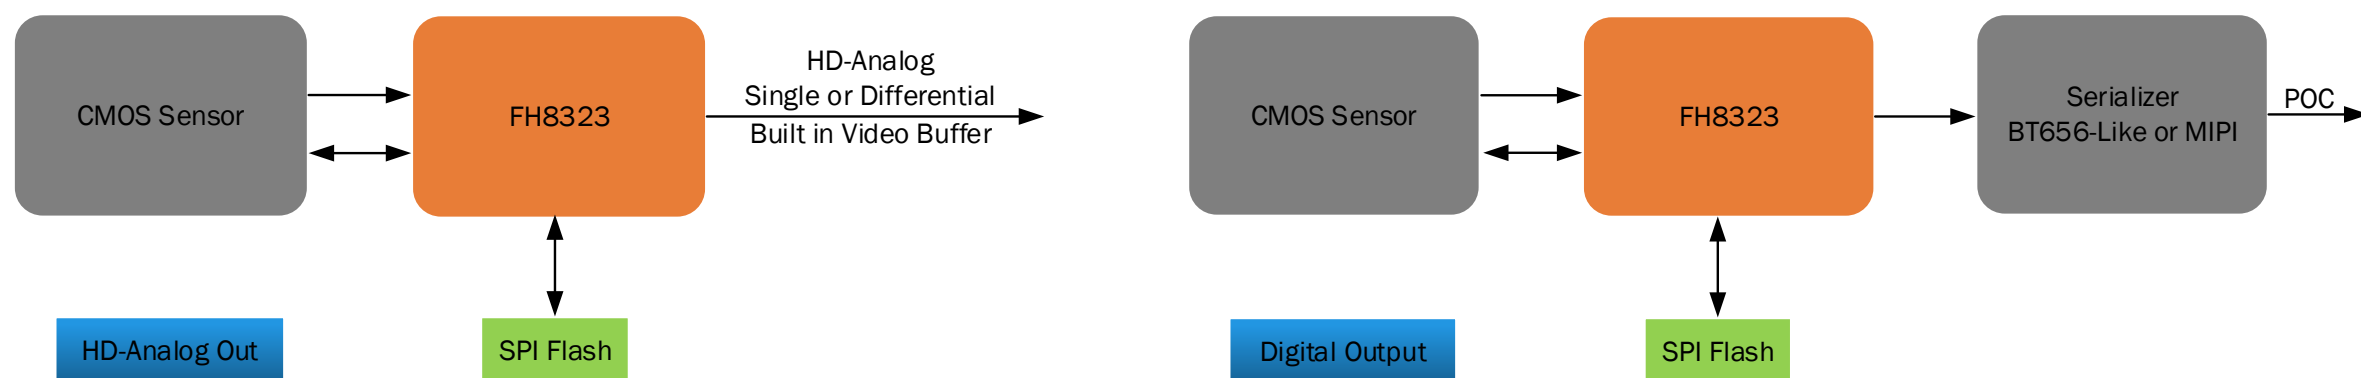 CMOS Sensor
FH8323
HD-Analog
Single or Differential
Built in Video Buffer
HD-Analog Out
SPI Flash
CMOS Sensor
FH8323
Serializer
BT656-Like or MIPI
POC
Digital Output
SPI Flash